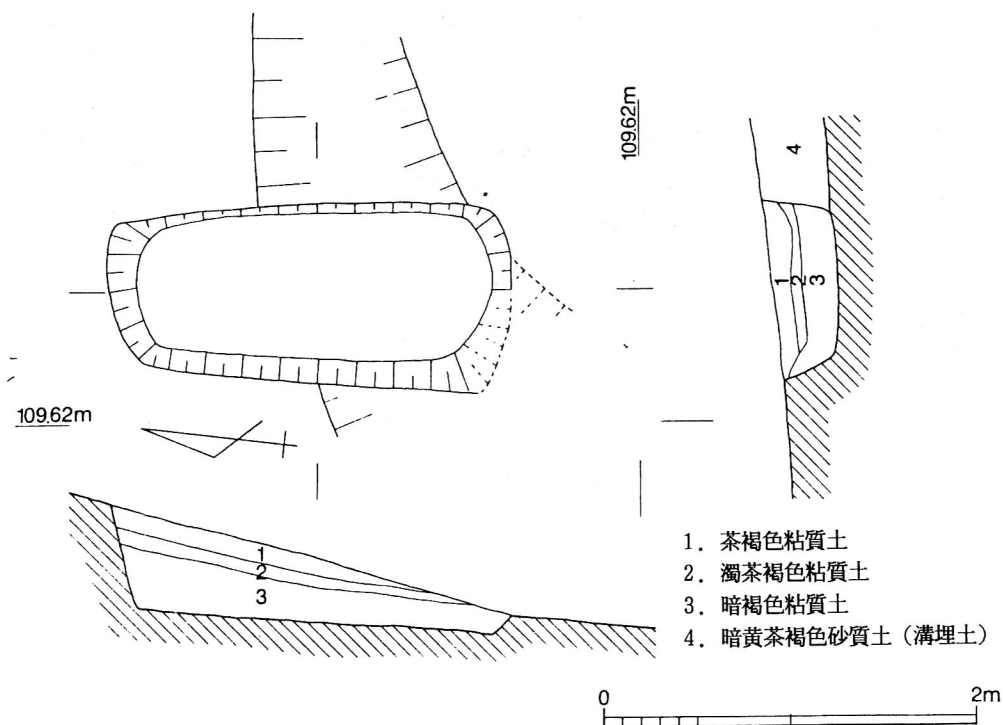 109.62m
4
1 2 3
109.62m
1
2
3
1. 茶褐色粘質土
2. 濁茶褐色粘質土
3. 暗褐色粘質土
4. 暗黄茶褐色砂質土（溝埋土）
0 2m